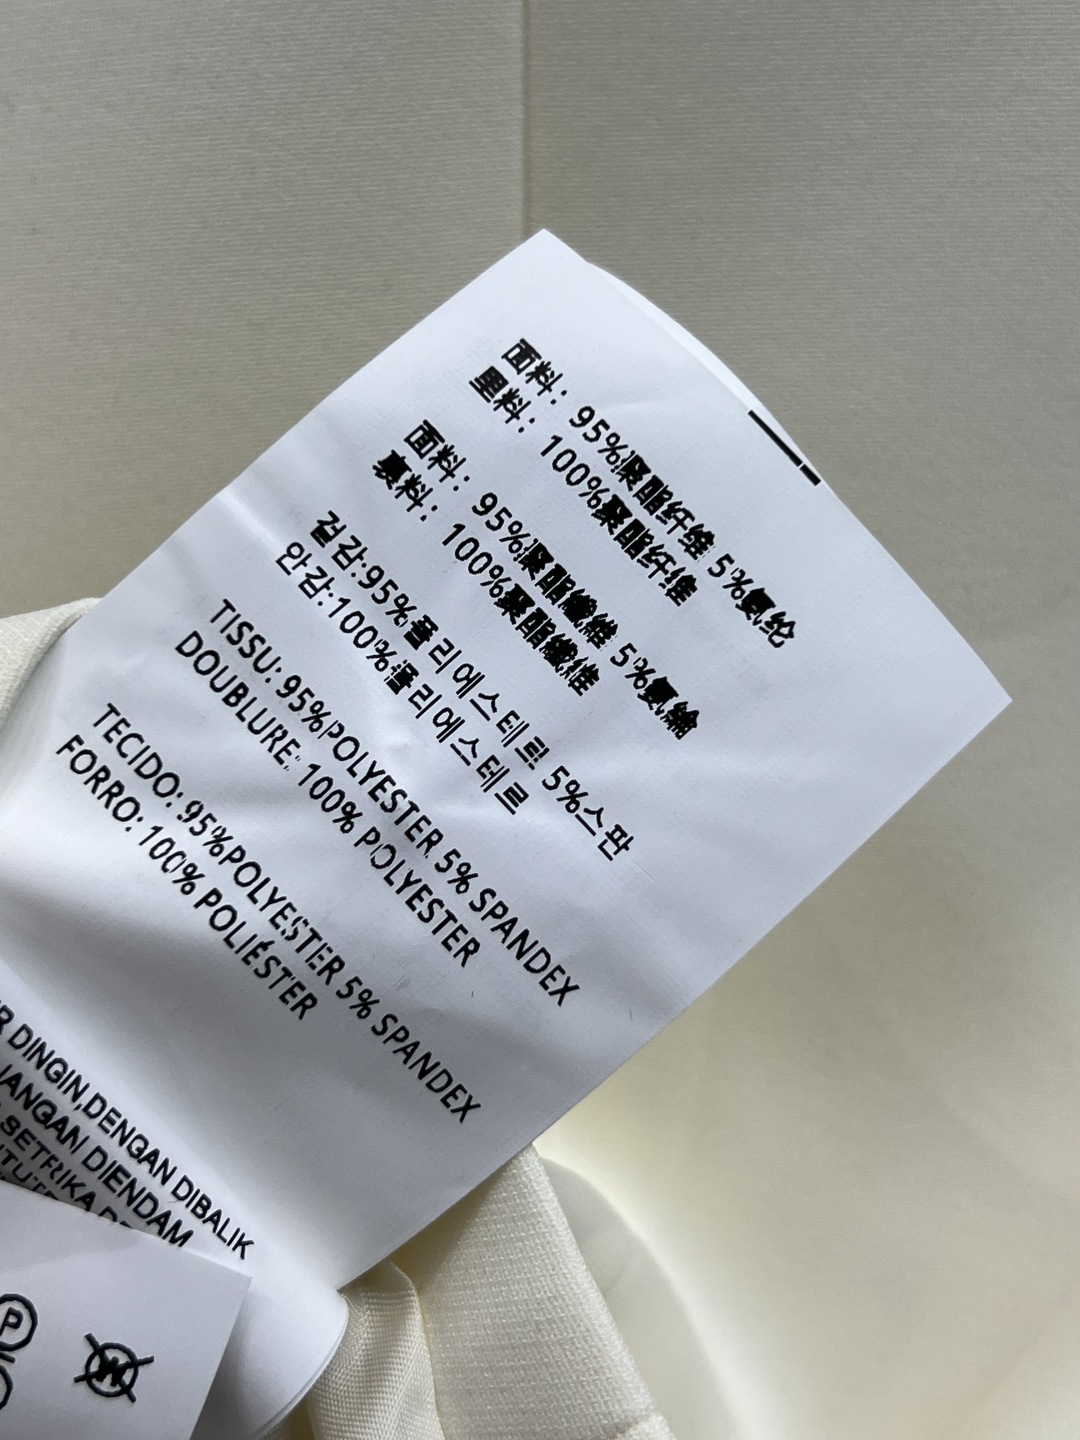 面料：95%聚酯纤维 5%氨纶
里料：100%聚酯纤维
面料：95%聚酯纖維 5%氨綸
裏料：100%聚酯纖維
겉감:95%폴리에스테르 5%스판
안감:100%폴리에스테르
TISSU: 95%POLYESTER 5% SPANDEX
DOUBLURE: 100% POLYESTER
TECIDO: 95%POLYESTER 5% SPANDEX
FORRO: 100% POLIÉSTER
DINGIN,DENGAN DIBALIK
JANGAN DIENDAM
SETRIKA
P
W